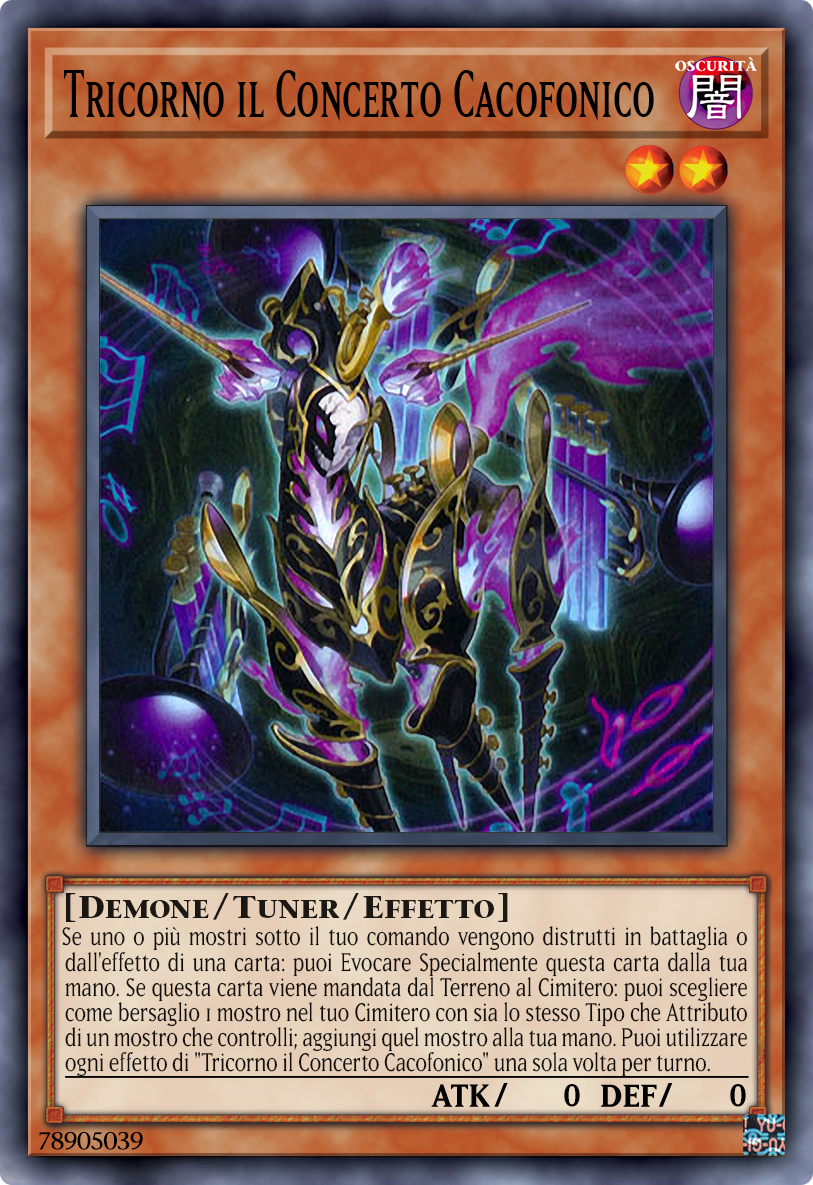 Tricorno il Concerto Cacofonico
OSCURITÀ
闇
[Demone/Tuner/Effetto]
Se uno o più mostri sotto il tuo comando vengono distrutti in battaglia o
dall'effetto di una carta: puoi Evocare Specialmente questa carta dalla tua
mano. Se questa carta viene mandata dal Terreno al Cimitero: puoi scegliere
come bersaglio 1 mostro nel tuo Cimitero con sia lo stesso Tipo che Attributo
di un mostro che controlli; aggiungi quel mostro alla tua mano. Puoi utilizzare
ogni effetto di "Tricorno il Concerto Cacofonico" una sola volta per turno.
ATK/ 0 DEF/ 0
78905039